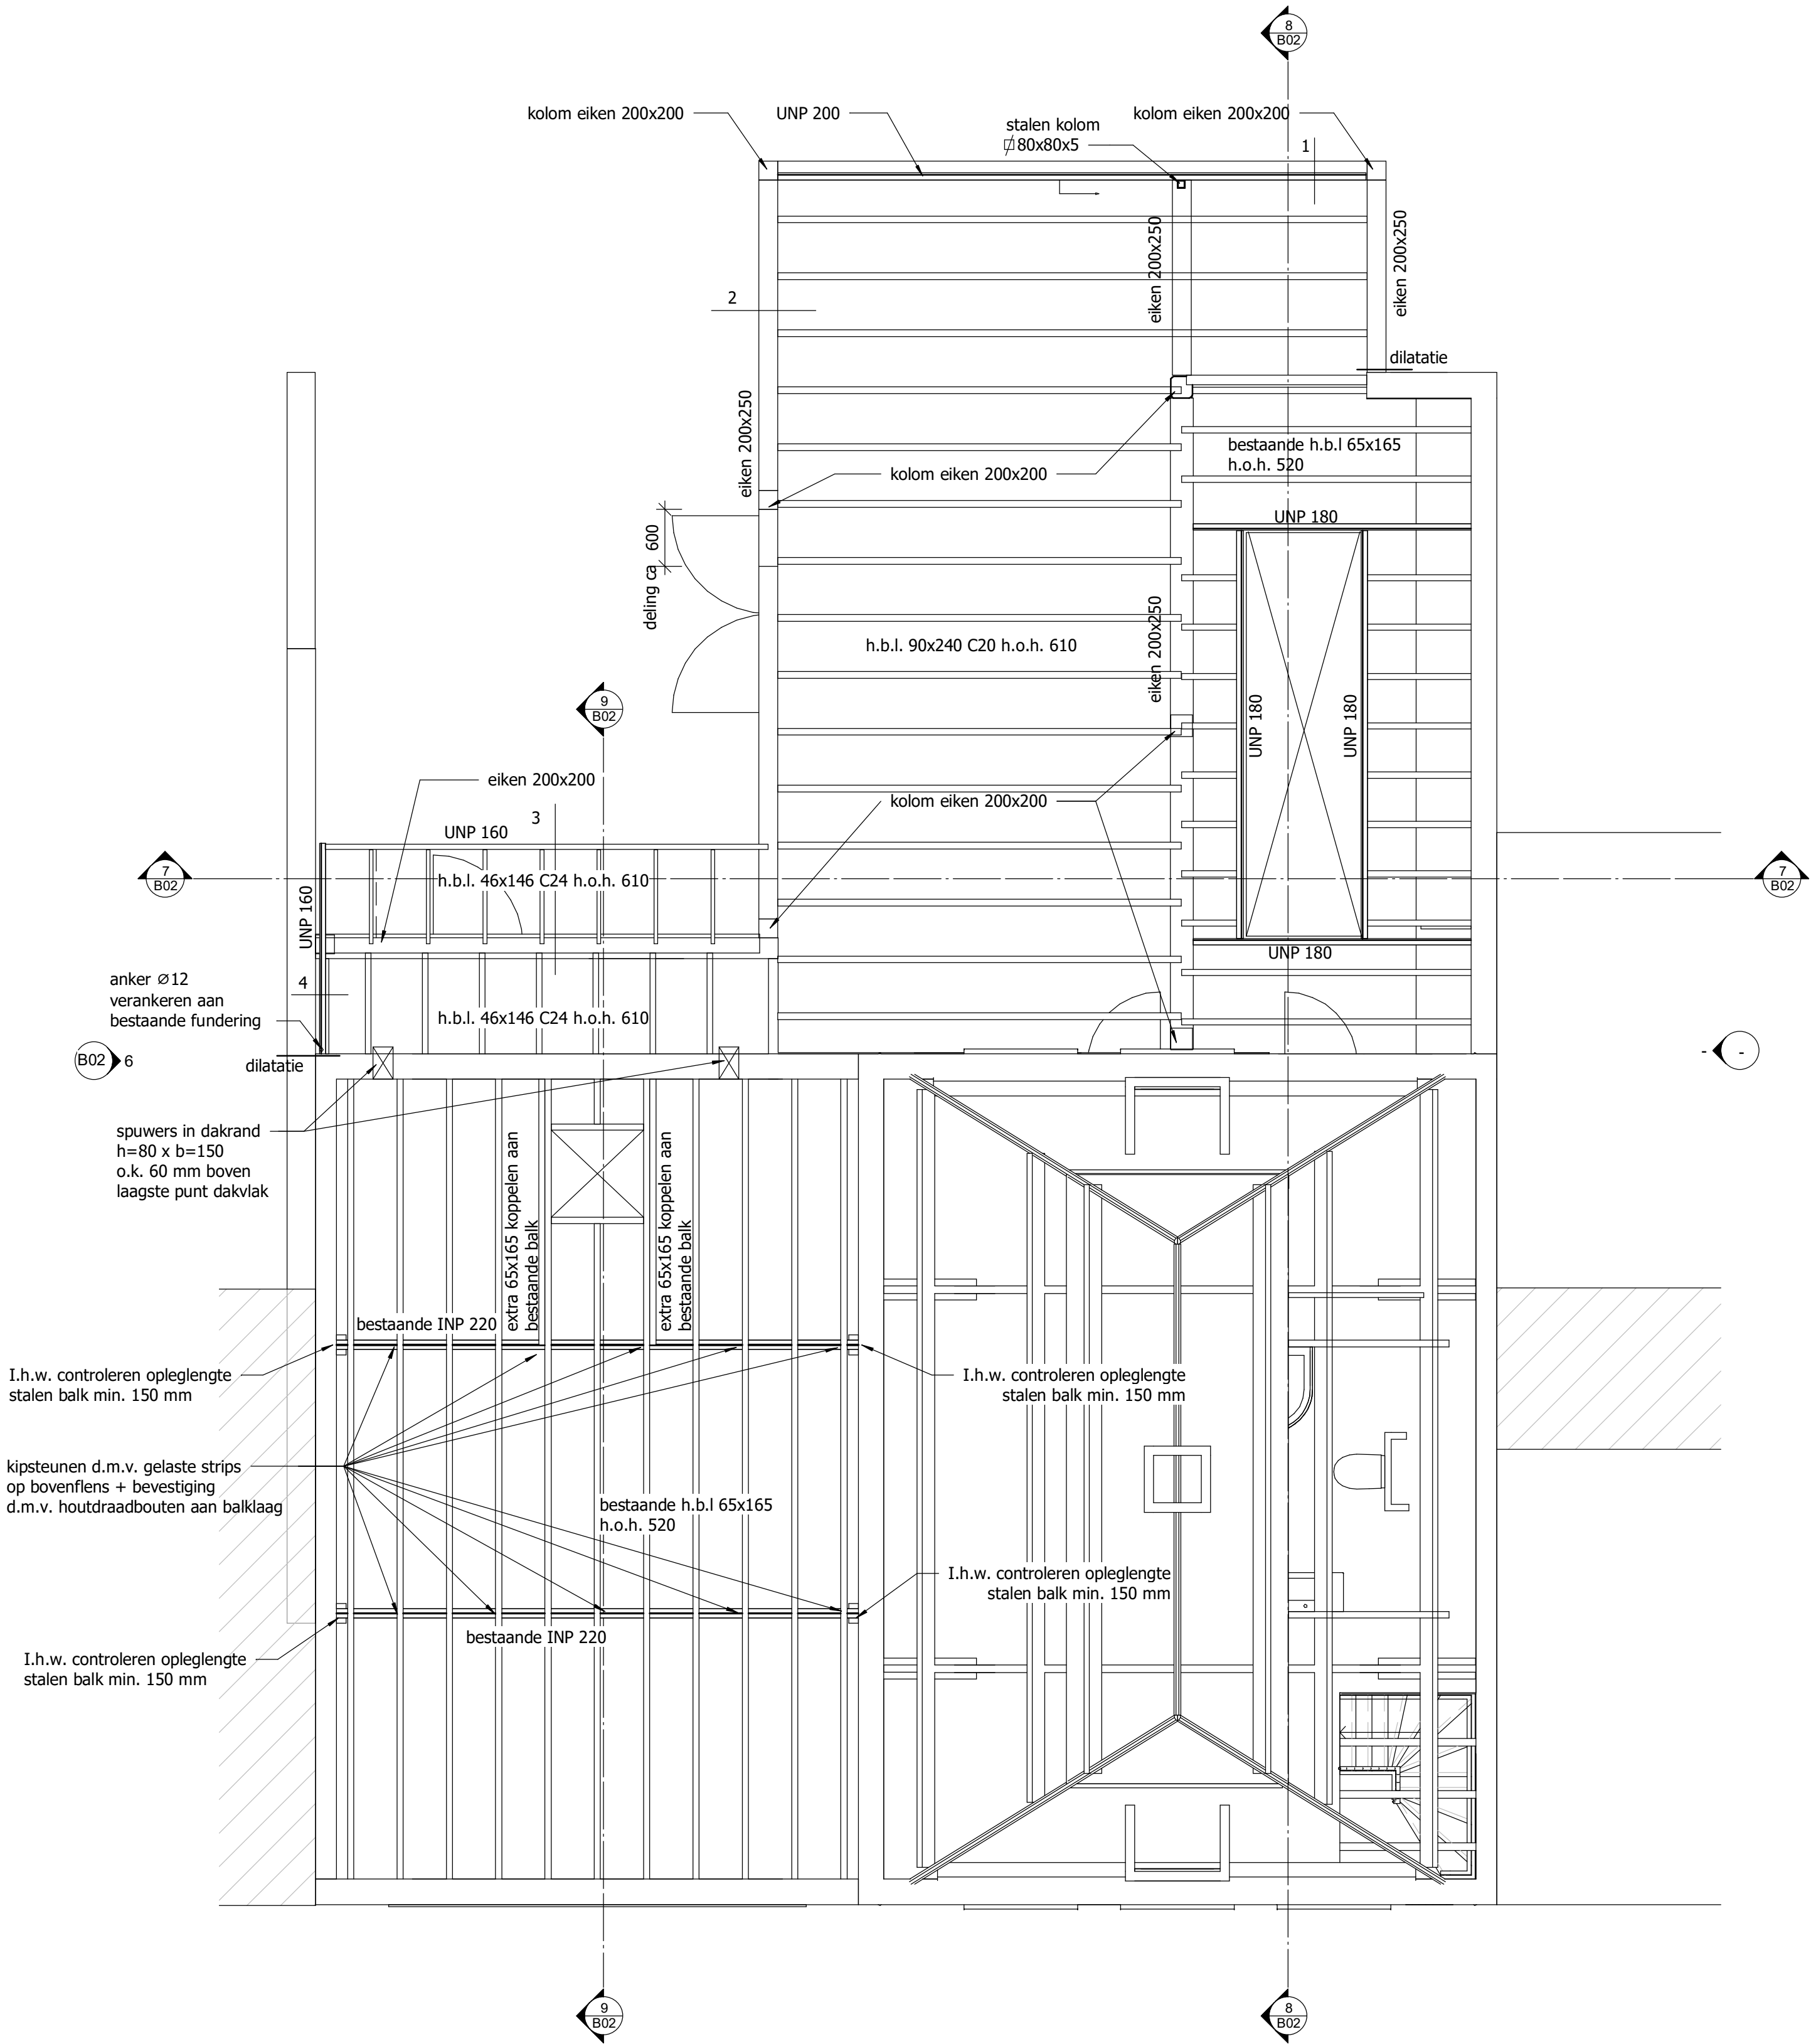 8
B02
kolom eiken 200x200
UNP 200
stalen kolom
80x80x5
kolom eiken 200x200
1
eiken 200x250
eiken 200x250
2
dilatatie
eiken 200x250
bestaande h.b.l 65x165
h.o.h. 520
kolom eiken 200x200
UNP 180
deling ca 600
h.b.l. 90x240 C20 h.o.h. 610
eiken 200x250
9
B02
UNP 180
UNP 180
eiken 200x200
kolom eiken 200x200
3
UNP 160
7
B02
h.b.l. 46x146 C24 h.o.h. 610
7
B02
UNP 160
UNP 180
anker ⌀12
verankeren aan
bestaande fundering
4
h.b.l. 46x146 C24 h.o.h. 610
B02
6
dilatatie
-
-
spuwers in dakrand
h=80 x b=150
o.k. 60 mm boven
laagste punt dakvlak
extra 65x165 koppelen aan
bestaande balk
extra 65x165 koppelen aan
bestaande balk
bestaande INP 220
I.h.w. controleren opleglengte
stalen balk min. 150 mm
I.h.w. controleren opleglengte
stalen balk min. 150 mm
kipsteunen d.m.v. gelaste strips
op bovenflens + bevestiging
d.m.v. houtdraadbouten aan balklaag
bestaande h.b.l 65x165
h.o.h. 520
I.h.w. controleren opleglengte
stalen balk min. 150 mm
bestaande INP 220
I.h.w. controleren opleglengte
stalen balk min. 150 mm
9
B02
8
B02